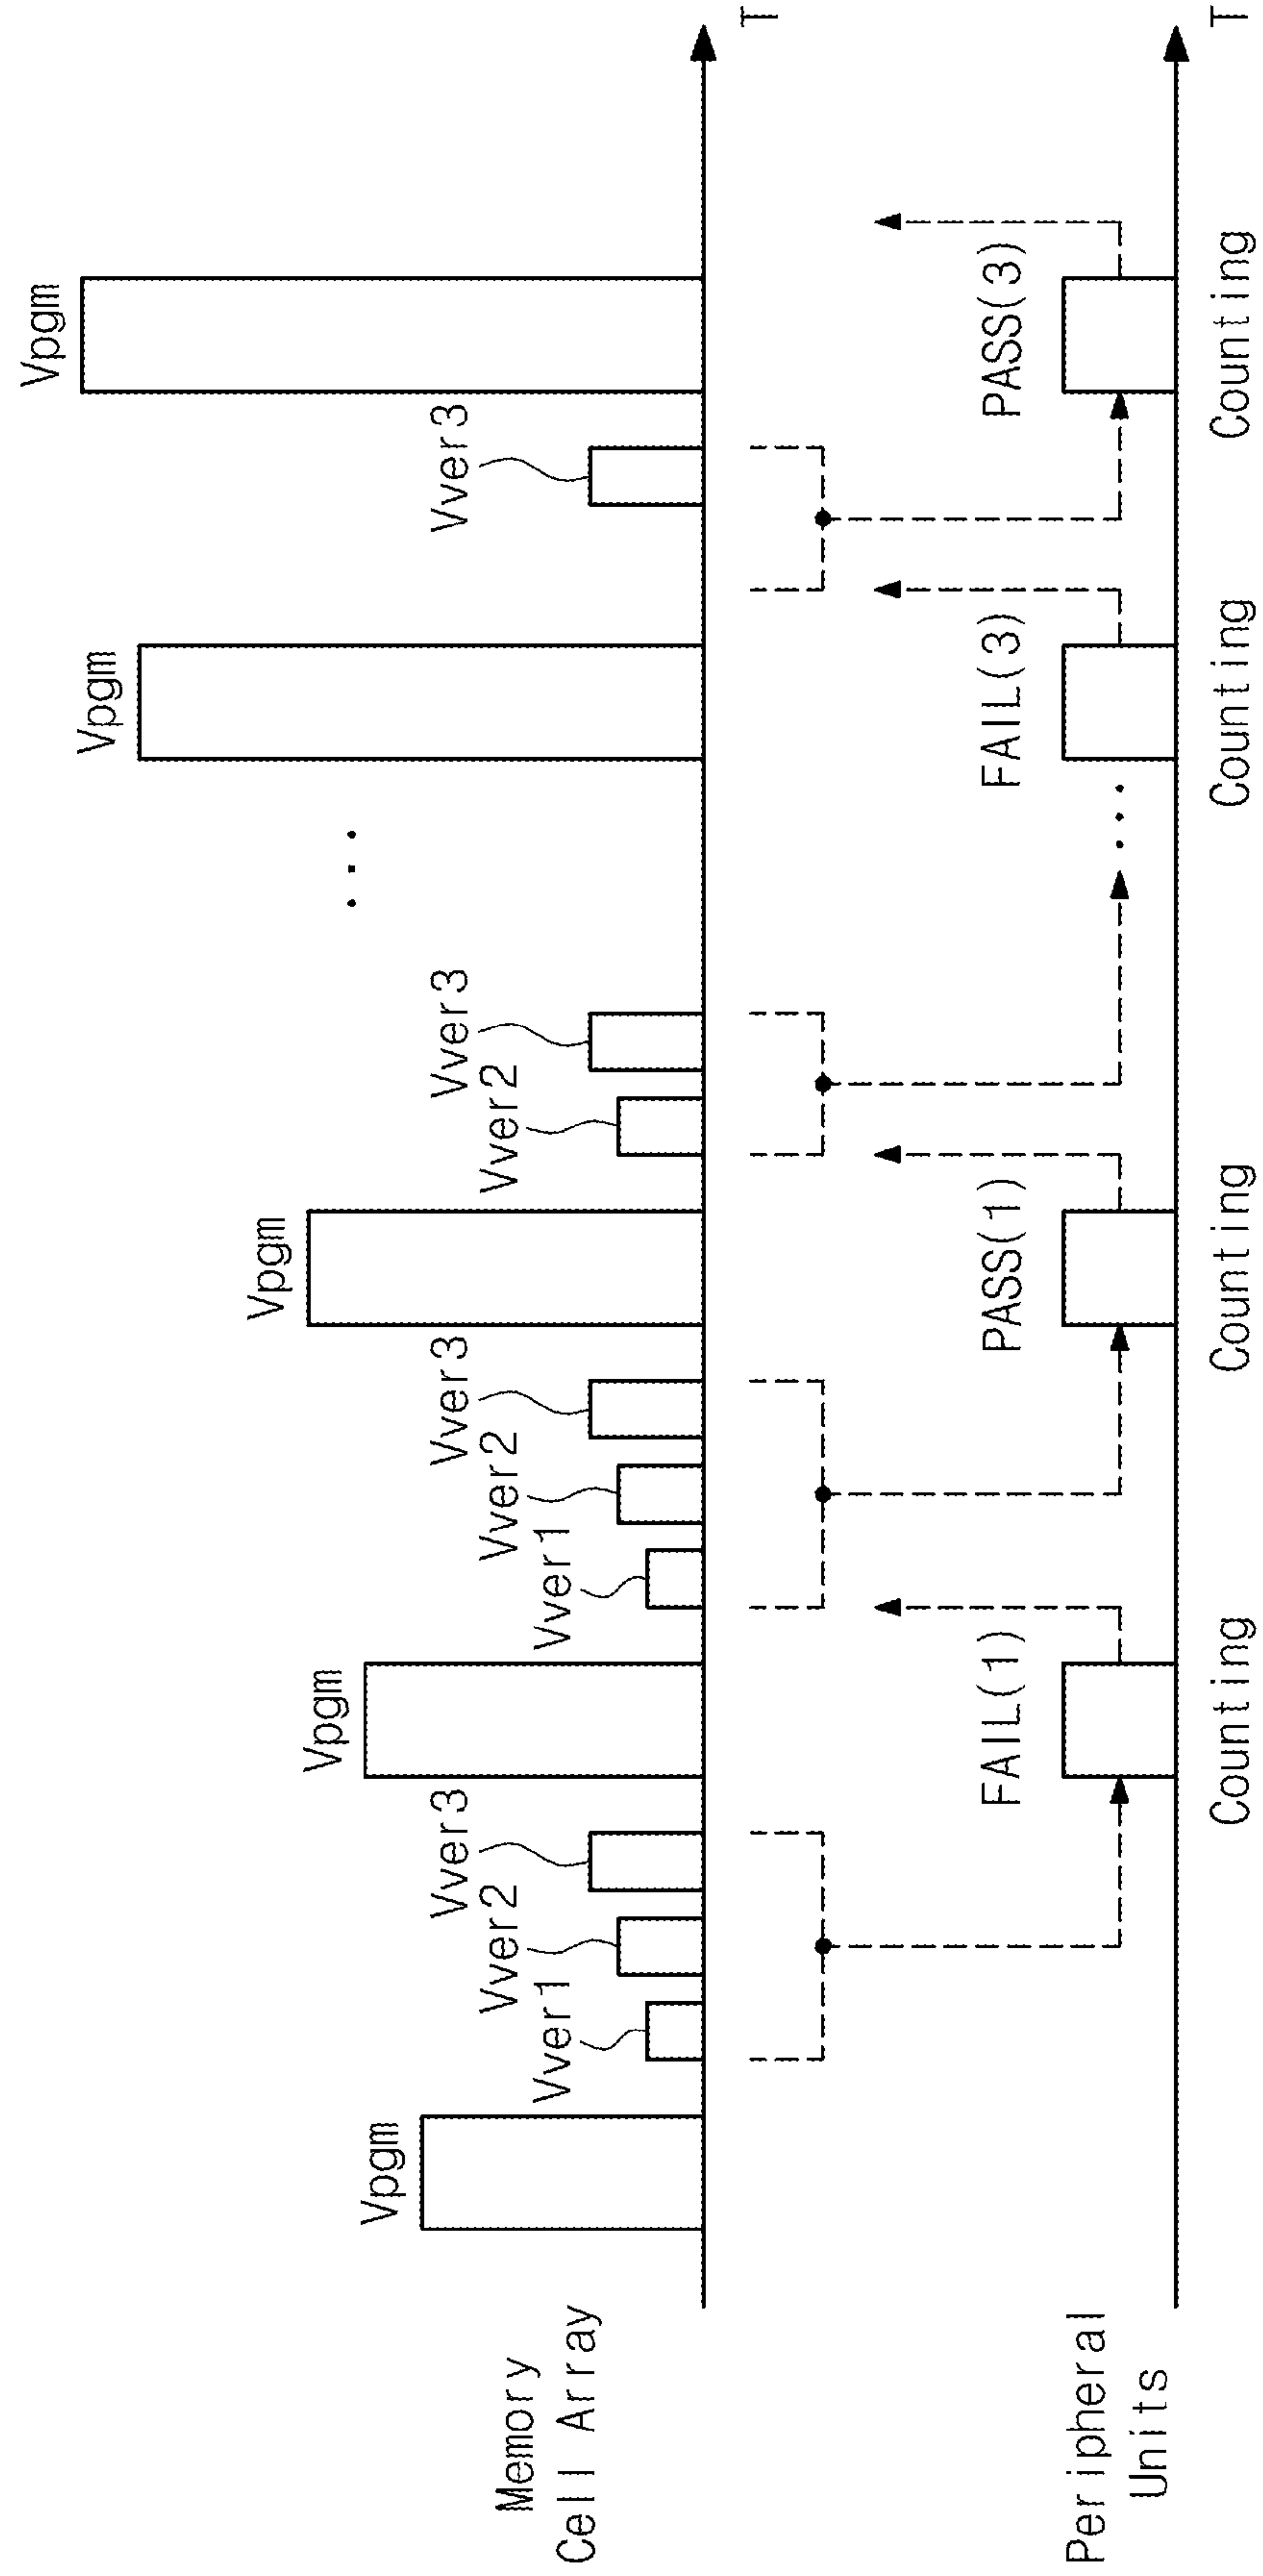 Vpgm
Vpgm
Vpgm
Vpgm
Vpgm
Vver3
Vver2
Vver1
Vver3
Vver2
Vver1
Vver3
Vver2
Vver3
...
Memory
Cell Array
T
FAIL(1)
PASS(1)
FAIL(3)
PASS(3)
...
Peripheral
Units
T
Counting
Counting
Counting
Counting